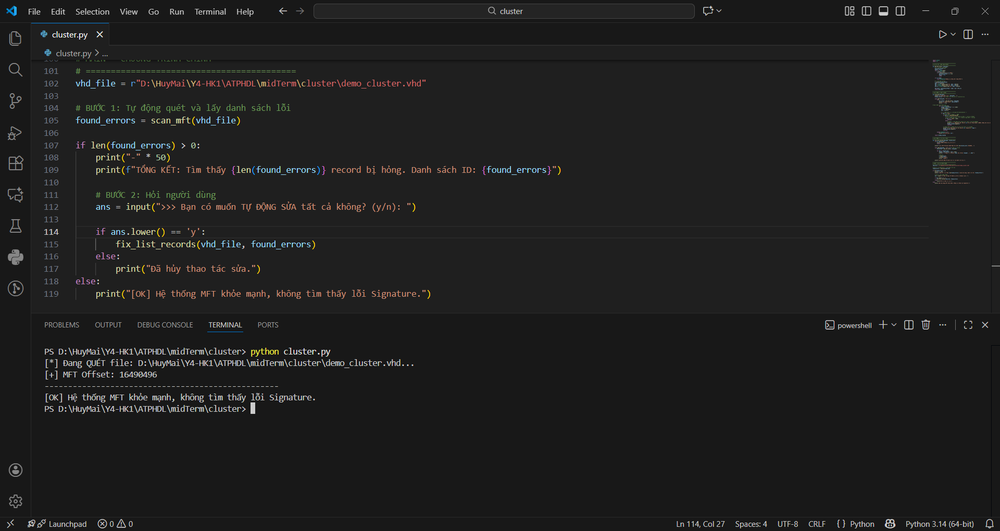 File Edit Selection View Go Run Terminal Help
cluster
cluster.py
cluster.py > ...
101 # ==========================================
102 vhd_file = r"D:\HuyMai\Y4-HK1\ATPHDL\midTerm\cluster\demo_cluster.vhd"
103
104 # BƯỚC 1: Tự động quét và lấy danh sách lỗi
105 found_errors = scan_mft(vhd_file)
106
107 if len(found_errors) > 0:
108 print("-" * 50)
109 print(f"TỔNG KẾT: Tìm thấy {len(found_errors)} record bị hỏng. Danh sách ID: {found_errors}")
110
111 # BƯỚC 2: Hỏi người dùng
112 ans = input(">>> Bạn có muốn TỰ ĐỘNG SỬA tất cả không? (y/n): ")
113
114 if ans.lower() == 'y':
115 fix_list_records(vhd_file, found_errors)
116 else:
117 print("Đã hủy thao tác sửa.")
118 else:
119 print("[OK] Hệ thống MFT khỏe mạnh, không tìm thấy lỗi Signature.")
PROBLEMS OUTPUT DEBUG CONSOLE TERMINAL PORTS
powershell
PS D:\HuyMai\Y4-HK1\ATPHDL\midTerm\cluster> python cluster.py
[*] Đang QUÉT file: D:\HuyMai\Y4-HK1\ATPHDL\midTerm\cluster\demo_cluster.vhd...
[+] MFT Offset: 16490496
--------------------------------------------------
[OK] Hệ thống MFT khỏe mạnh, không tìm thấy lỗi Signature.
PS D:\HuyMai\Y4-HK1\ATPHDL\midTerm\cluster>
Launchpad 0 0 Ln 114, Col 27 Spaces: 4 UTF-8 CRLF { } Python Python 3.14 (64-bit)